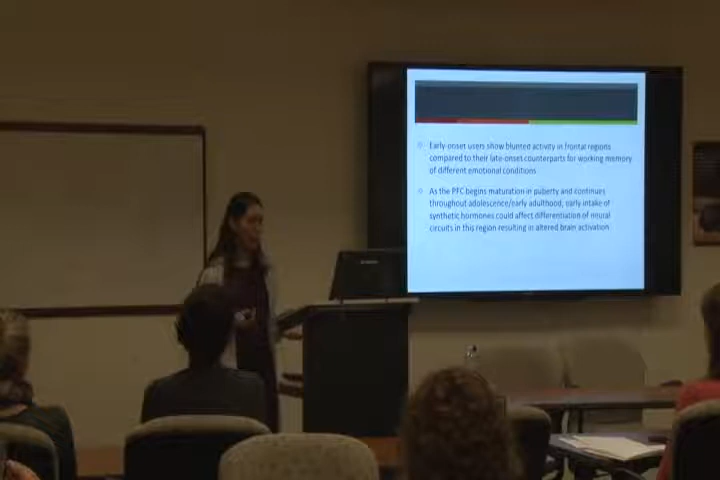 Early-onset users show blunted activity in frontal regions
compared to their late-onset counterparts for working memory
of different emotional conditions
As the PFC begins maturation in puberty and continues
throughout adolescence/early adulthood, early intake of
synthetic hormones could affect differentiation of neural
circuits in this region resulting in altered brain activation